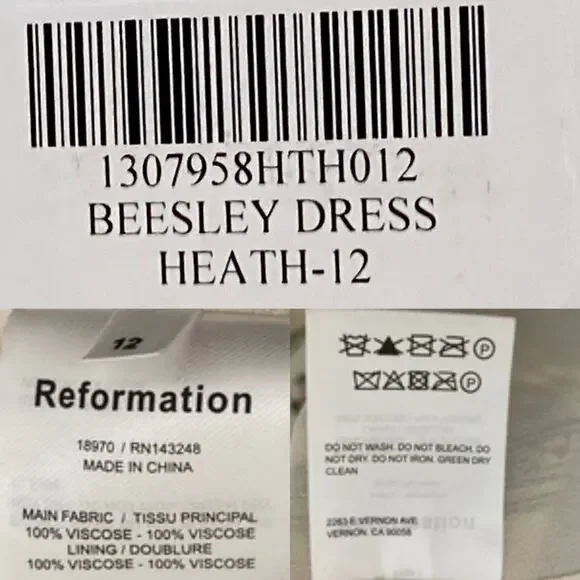 1307958HTH012
BEESLEY DRESS
HEATH-12
12
Reformation
18970 / RN143248
MADE IN CHINA
MAIN FABRIC / TISSU PRINCIPAL
100% VISCOSE - 100% VISCOSE
LINING / DOUBLURE
100% VISCOSE - 100% VISCOSE
P
P
DO NOT WASH. DO NOT BLEACH. DO
NOT DRY. DO NOT IRON. GREEN DRY
CLEAN
2263 E VERNON AVE
VERNON, CA 90058